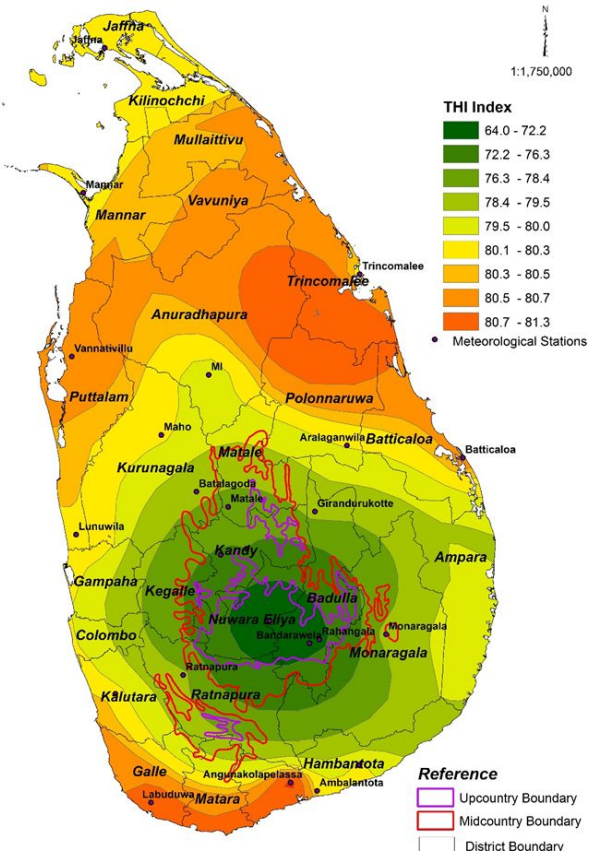 N
1:1,750,000
THI Index
64.0 - 72.2
72.2 - 76.3
76.3 - 78.4
78.4 - 79.5
79.5 - 80.0
80.1 - 80.3
80.3 - 80.5
80.5 - 80.7
80.7 - 81.3
Meteorological Stations
Jaffna
Jaffna
Kilinochchi
Mullaittivu
Mannar
Vavuniya
Mannar
Trincomalee
Trincomalee
Anuradhapura
Vannativillu
MI
Puttalam
Polonnaruwa
Maho
Aralaganwila
Batticaloa
Batticaloa
Matale
Kurunagala
Batalagoda
Matale
Girandurukotte
Lunuwila
Kandy
Ampara
Gampaha
Kegalle
Badulla
Nuwara Eliya
Colombo
Bandarawela
Rahangala
Monaragala
Monaragala
Ratnapura
Kalutara
Ratnapura
Hambantota
Galle
Angunakolapelassa
Ambalantota
Labuduwa
Matara
Reference
Upcountry Boundary
Midcountry Boundary
District Boundary